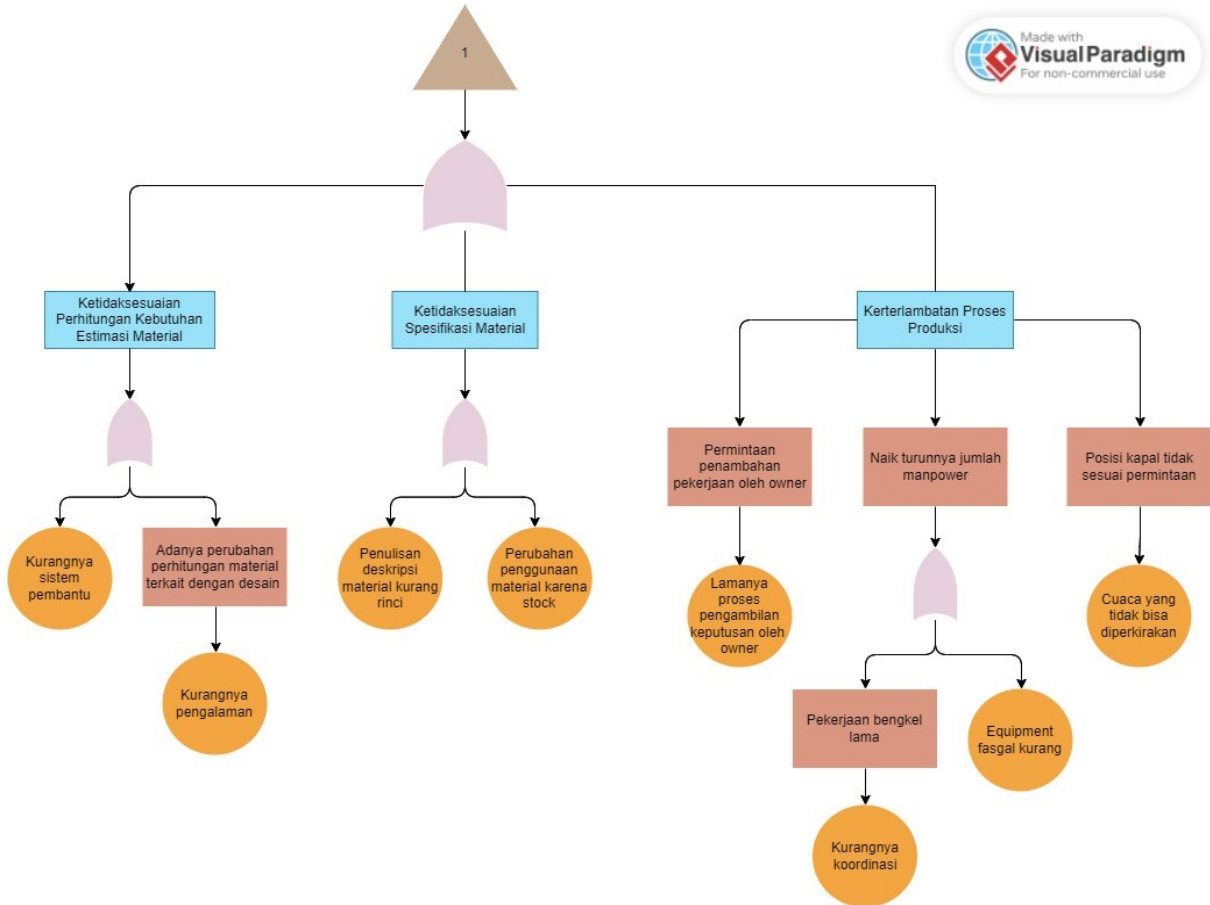 1
Made with
Visual Paradigm
For non-commercial use
Ketidaksesuaian
Perhitungan Kebutuhan
Estimasi Material
Ketidaksesuaian
Spesifikasi Material
Kerterlambatan Proses
Produksi
Permintaan
penambahan
pekerjaan oleh owner
Naik turunnya jumlah
manpower
Posisi kapal tidak
sesuai permintaan
Kurangnya
sistem
pembantu
Adanya perubahan
perhitungan material
terkait dengan desain
Penulisan
deskripsi
material kurang
rinci
Perubahan
penggunaan
material karena
stock
Lamanya
proses
pengambilan
keputusan oleh
owner
Cuaca yang
tidak bisa
diperkirakan
Kurangnya
pengalaman
Pekerjaan bengkel
lama
Equipment
fasgal kurang
Kurangnya
koordinasi